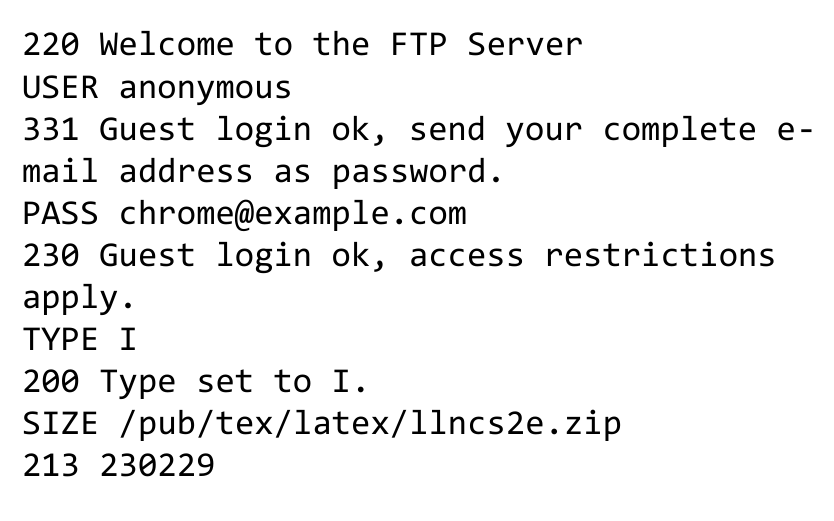 220 Welcome to the FTP Server
USER anonymous
331 Guest login ok, send your complete e-
mail address as password.
PASS chrome@example.com
230 Guest login ok, access restrictions
apply.
TYPE I
200 Type set to I.
SIZE /pub/tex/latex/llncs2e.zip
213 230229